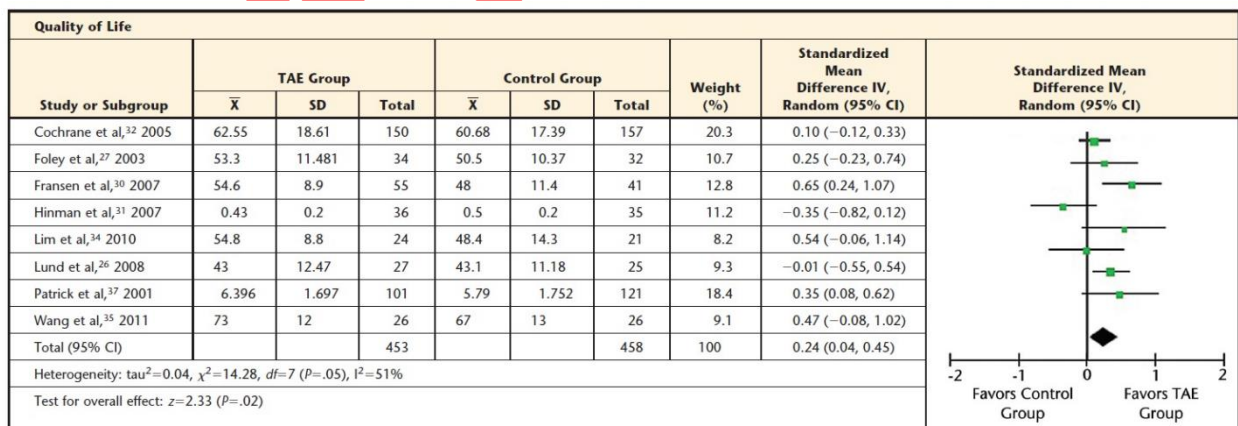 Quality of Life
Study or Subgroup TAE Group Control Group Weight (%) Standardized Mean Difference IV, Random (95% CI) Standardized Mean Difference IV, Random (95% CI)
X̄ SD Total X̄ SD Total
Cochrane et al,³² 2005 62.55 18.61 150 60.68 17.39 157 20.3 0.10 (−0.12, 0.33)
Foley et al,²⁷ 2003 53.3 11.481 34 50.5 10.37 32 10.7 0.25 (−0.23, 0.74)
Fransen et al,³⁰ 2007 54.6 8.9 55 48 11.4 41 12.8 0.65 (0.24, 1.07)
Hinman et al,³¹ 2007 0.43 0.2 36 0.5 0.2 35 11.2 −0.35 (−0.82, 0.12)
Lim et al,³⁴ 2010 54.8 8.8 24 48.4 14.3 21 8.2 0.54 (−0.06, 1.14)
Lund et al,²⁶ 2008 43 12.47 27 43.1 11.18 25 9.3 −0.01 (−0.55, 0.54)
Patrick et al,³⁷ 2001 6.396 1.697 101 5.79 1.752 121 18.4 0.35 (0.08, 0.62)
Wang et al,³⁵ 2011 73 12 26 67 13 26 9.1 0.47 (−0.08, 1.02)
Total (95% CI) 453 458 100 0.24 (0.04, 0.45)
Heterogeneity: tau²=0.04, χ²=14.28, df=7 (P=.05), I²=51%
Test for overall effect: z=2.33 (P=.02)
-2 -1 0 1 2
Favors Control Group Favors TAE Group